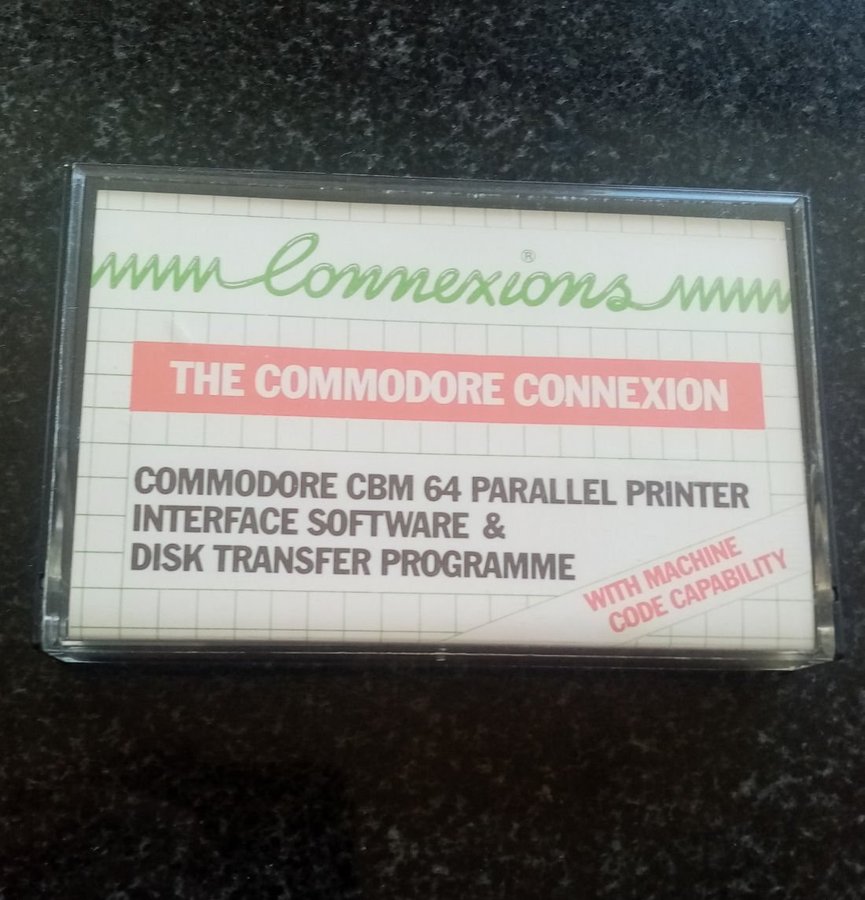 Connexions®
THE COMMODORE CONNEXION
COMMODORE CBM 64 PARALLEL PRINTER
INTERFACE SOFTWARE &
DISK TRANSFER PROGRAMME
WITH MACHINE
CODE CAPABILITY